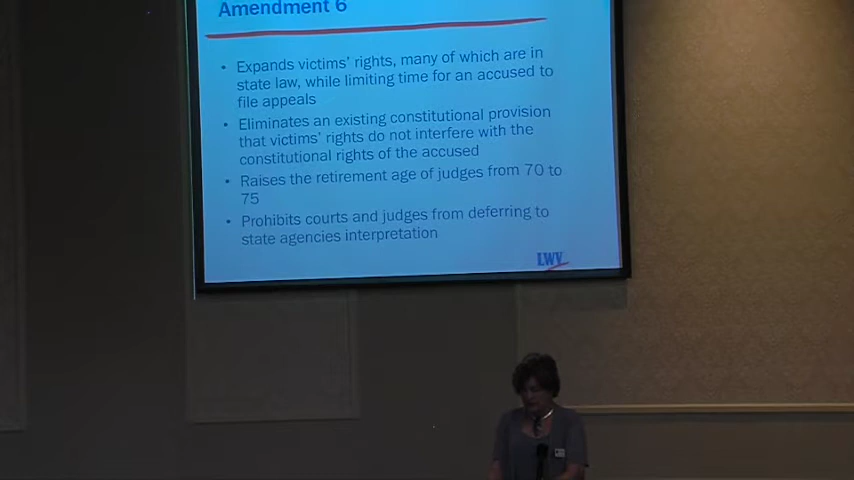 Amendment 6
• Expands victims' rights, many of which are in
state law, while limiting time for an accused to
file appeals
• Eliminates an existing constitutional provision
that victims' rights do not interfere with the
constitutional rights of the accused
• Raises the retirement age of judges from 70 to
75
• Prohibits courts and judges from deferring to
state agencies interpretation
LWV